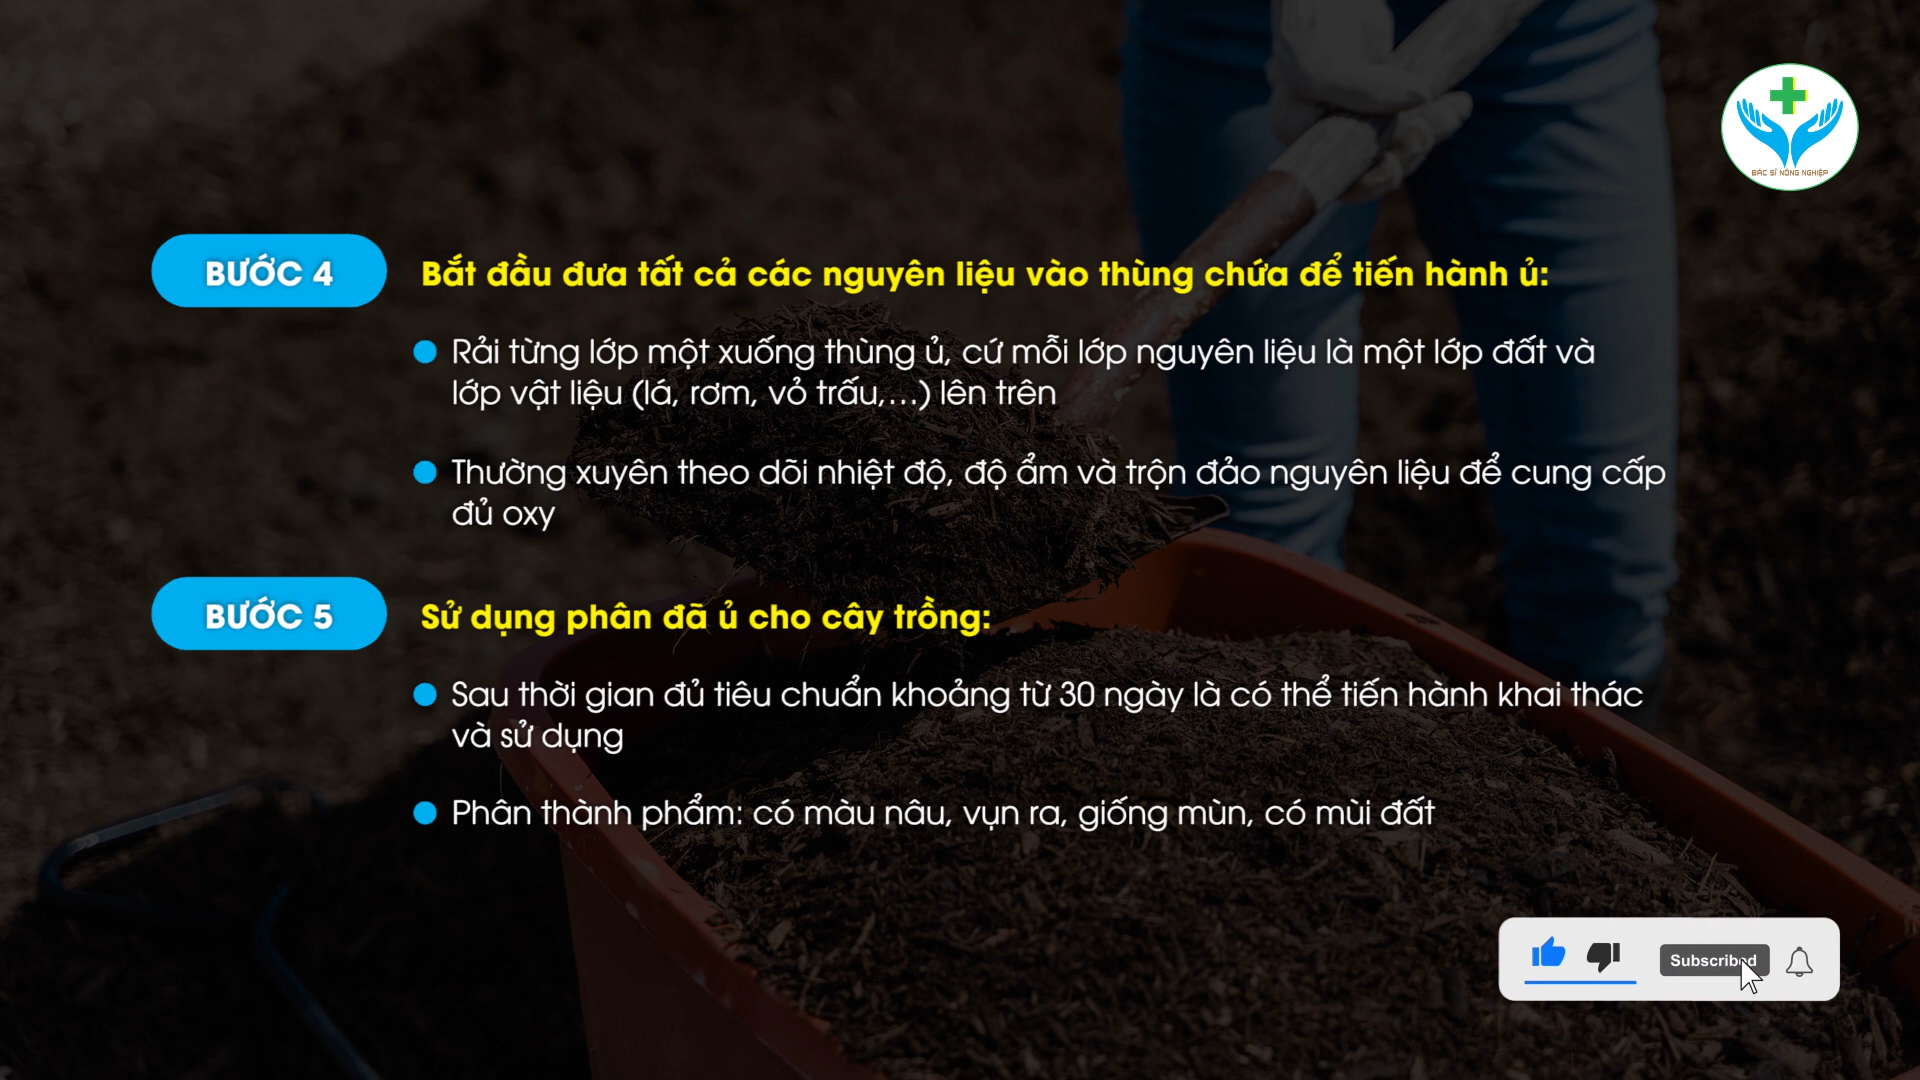 BÁC SĨ NÔNG NGHIỆP
BƯỚC 4
Bắt đầu đưa tất cả các nguyên liệu vào thùng chứa để tiến hành ủ:
Rải từng lớp một xuống thùng ủ, cứ mỗi lớp nguyên liệu là một lớp đất và
lớp vật liệu (lá, rơm, vỏ trấu,...) lên trên
Thường xuyên theo dõi nhiệt độ, độ ẩm và trộn đảo nguyên liệu để cung cấp
đủ oxy
BƯỚC 5
Sử dụng phân đã ủ cho cây trồng:
Sau thời gian đủ tiêu chuẩn khoảng từ 30 ngày là có thể tiến hành khai thác
và sử dụng
Phân thành phẩm: có màu nâu, vụn ra, giống mùn, có mùi đất
Subscribed